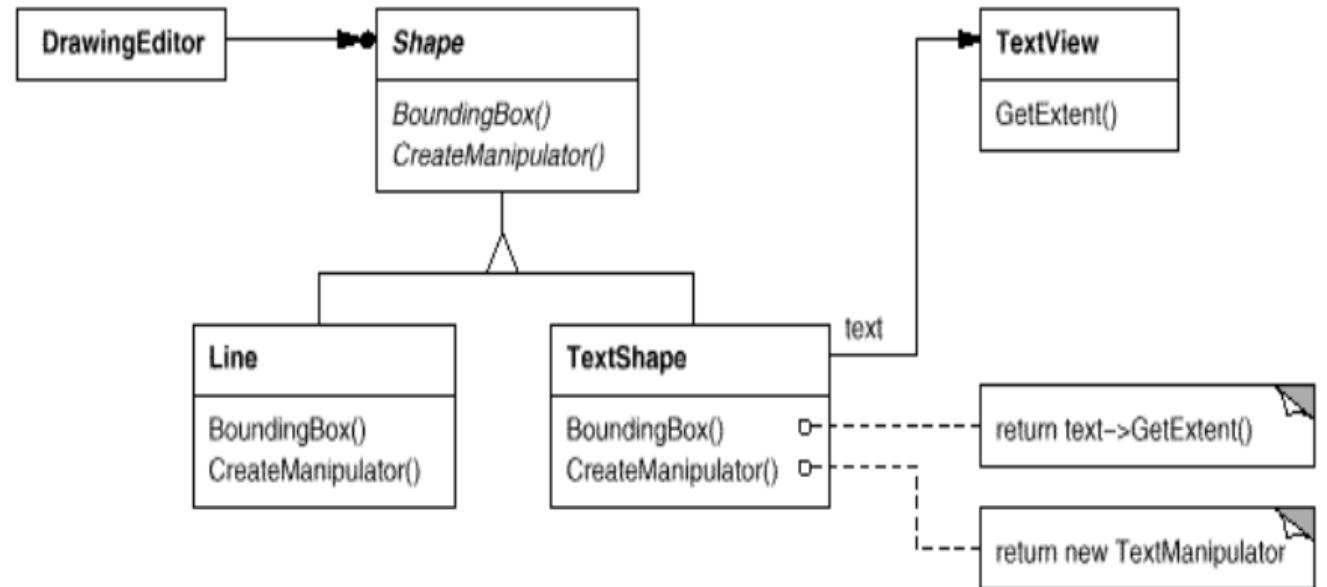 DrawingEditor
Shape
BoundingBox()
CreateManipulator()
TextView
GetExtent()
Line
BoundingBox()
CreateManipulator()
TextShape
BoundingBox()
CreateManipulator()
text
return text->GetExtent()
return new TextManipulator